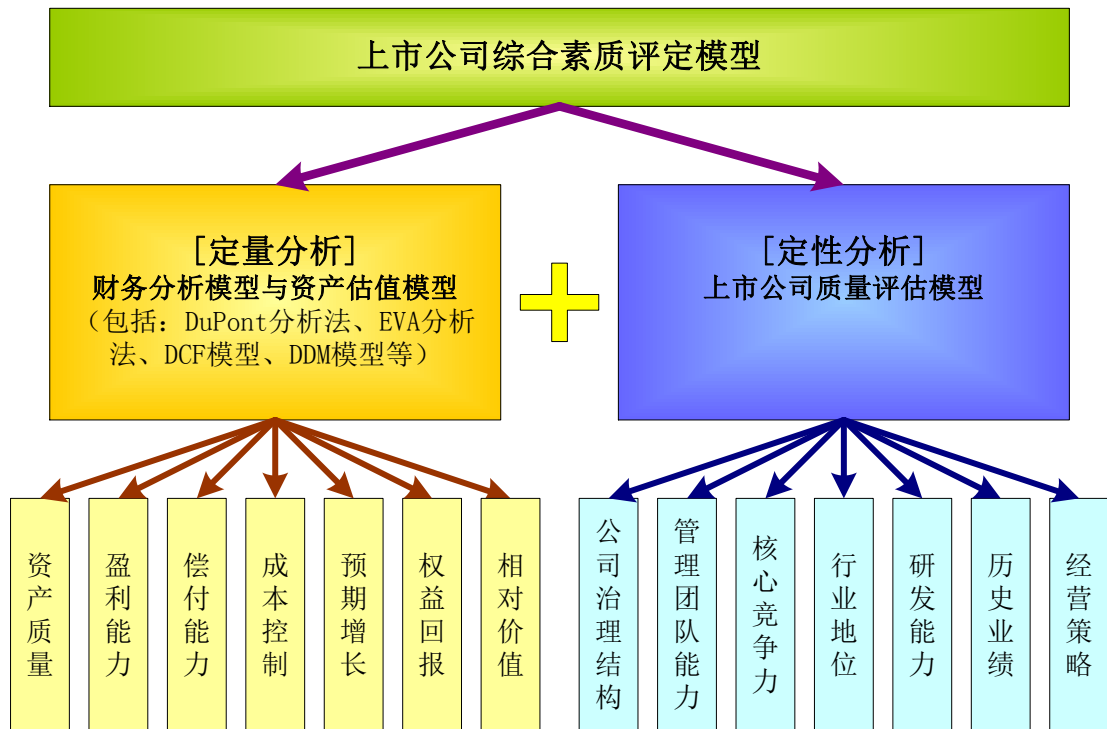 上市公司综合素质评定模型
[定量分析]
财务分析模型与资产估值模型
（包括：DuPont分析法、EVA分析
法、DCF模型、DDM模型等）
[定性分析]
上市公司质量评估模型
资产质量
盈利能力
偿付能力
成本控制
预期增长
权益回报
相对价值
公司治理结构
管理团队能力
核心竞争力
行业地位
研发能力
历史业绩
经营策略